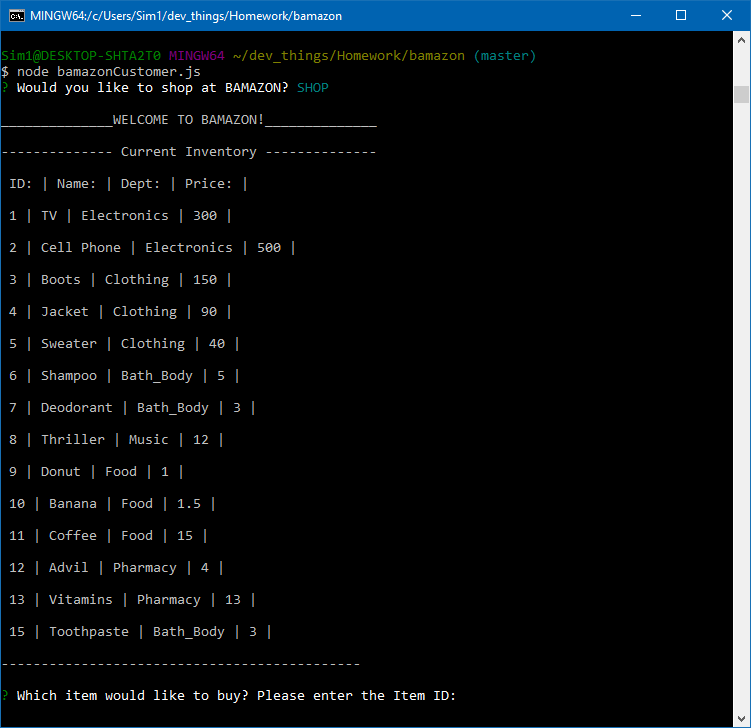 MINGW64:/c/Users/Sim1/dev_things/Homework/bamazon
Sim1@DESKTOP-SHTA2T0 MINGW64 ~/dev_things/Homework/bamazon (master)
$ node bamazonCustomer.js
? Would you like to shop at BAMAZON? SHOP
______________WELCOME TO BAMAZON!______________
-------------- Current Inventory --------------
ID: | Name: | Dept: | Price: |
1 | TV | Electronics | 300 |
2 | Cell Phone | Electronics | 500 |
3 | Boots | Clothing | 150 |
4 | Jacket | Clothing | 90 |
5 | Sweater | Clothing | 40 |
6 | Shampoo | Bath_Body | 5 |
7 | Deodorant | Bath_Body | 3 |
8 | Thriller | Music | 12 |
9 | Donut | Food | 1 |
10 | Banana | Food | 1.5 |
11 | Coffee | Food | 15 |
12 | Advil | Pharmacy | 4 |
13 | Vitamins | Pharmacy | 13 |
15 | Toothpaste | Bath_Body | 3 |
---------------------------------------------
? Which item would like to buy? Please enter the Item ID: